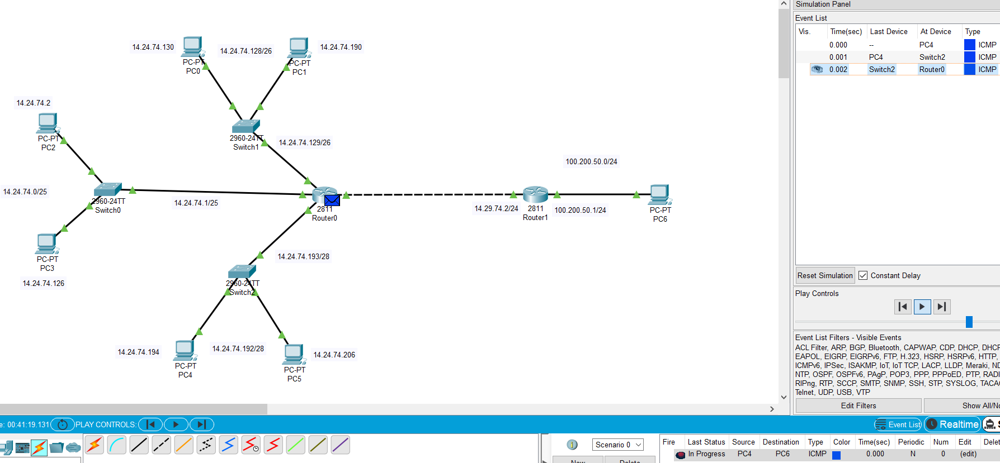 14.24.74.130
PC-PT
PC0
14.24.74.128/26
PC-PT
PC1
14.24.74.190
14.24.74.2
PC-PT
PC2
2960-24TT
Switch1
14.24.74.129/26
14.24.74.0/25
2960-24TT
Switch0
14.24.74.1/25
PC-PT
PC3
14.24.74.126
2811
Router0
14.29.74.2/24
2811
Router1
100.200.50.0/24
100.200.50.1/24
PC-PT
PC6
14.24.74.193/28
2960-24TT
Switch2
14.24.74.194
PC-PT
PC4
14.24.74.192/28
PC-PT
PC5
14.24.74.206
Simulation Panel
Event List
Vis. Time(sec) Last Device At Device Type
0.000 -- PC4 ICMP
0.001 PC4 Switch2 ICMP
0.002 Switch2 Router0 ICMP
Reset Simulation Constant Delay
Play Controls
Event List Filters - Visible Events
ACL Filter, ARP, BGP, Bluetooth, CAPWAP, CDP, DHCP, DHCP
EAPOL, EIGRP, EIGRPv6, FTP, H.323, HSRP, HSRPv6, HTTP,
ICMPv6, IPSec, ISAKMP, IoT, IoT TCP, LACP, LLDP, Meraki, ND
NTP, OSPF, OSPFv6, PAgP, POP3, PPP, PPPoED, PTP, RADI
RIPng, RTP, SCCP, SMTP, SNMP, SSH, STP, SYSLOG, TACAC
Telnet, UDP, USB, VTP
Edit Filters Show All/No
e: 00:41:19.131 PLAY CONTROLS: Event List Realtime S
Scenario 0
New Delete
Fire Last Status Source Destination Type Color Time(sec) Periodic Num Edit Delet
In Progress PC4 PC6 ICMP 0.000 N 0 (edit)